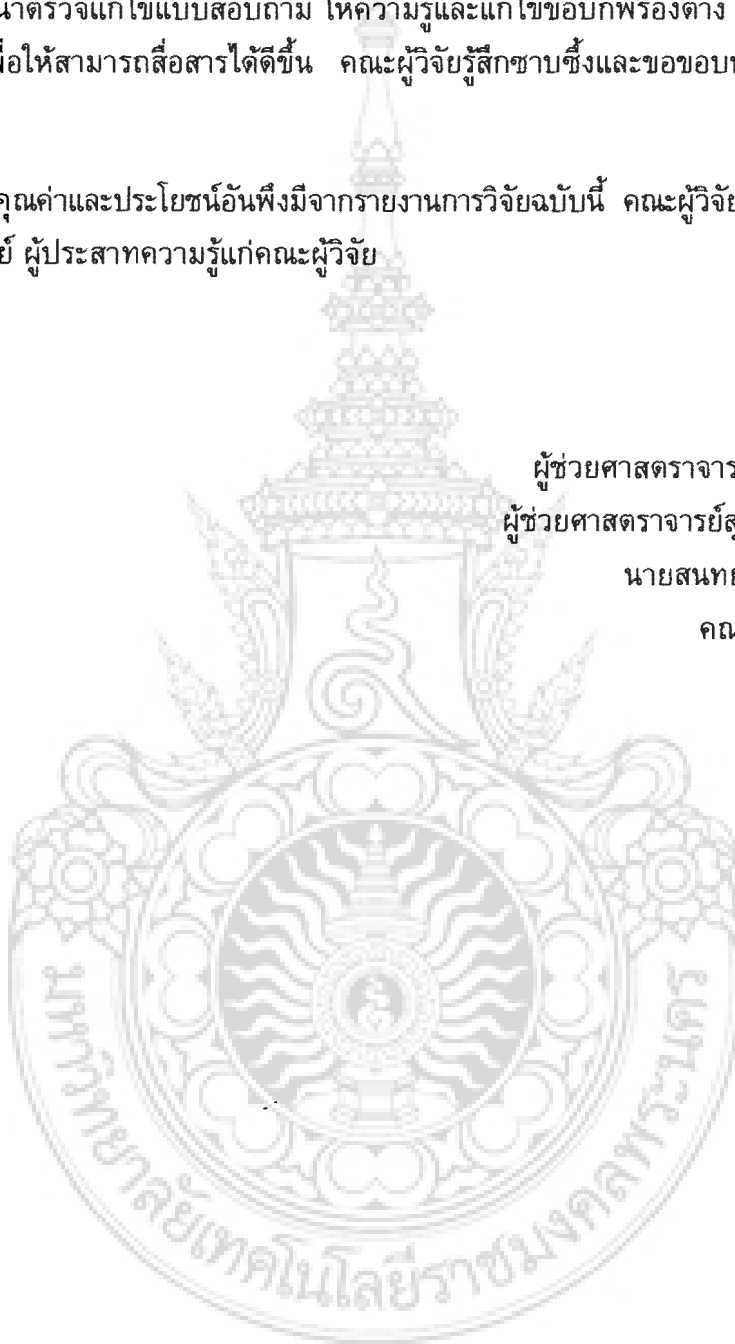 ตรวจแก้ไขแบบสอบถาม ให้ความรู้และแก้ไขข้อบกพร่องต่าง
ให้สามารถสื่อสารได้ดีขึ้น คณะผู้วิจัยรู้สึกซาบซึ้งและขอขอบ
คุณค่าและประโยชน์อันพึงมีจากรายงานการวิจัยฉบับนี้ คณะผู้วิจัย
ผู้ประสาทความรู้แก่คณะผู้วิจัย
ผู้ช่วยศาสตราจาร
ผู้ช่วยศาสตราจารย์
นายสนทย
คณ
มหาวิทยาลัยเทคโนโลยีราชมงคลพระนคร